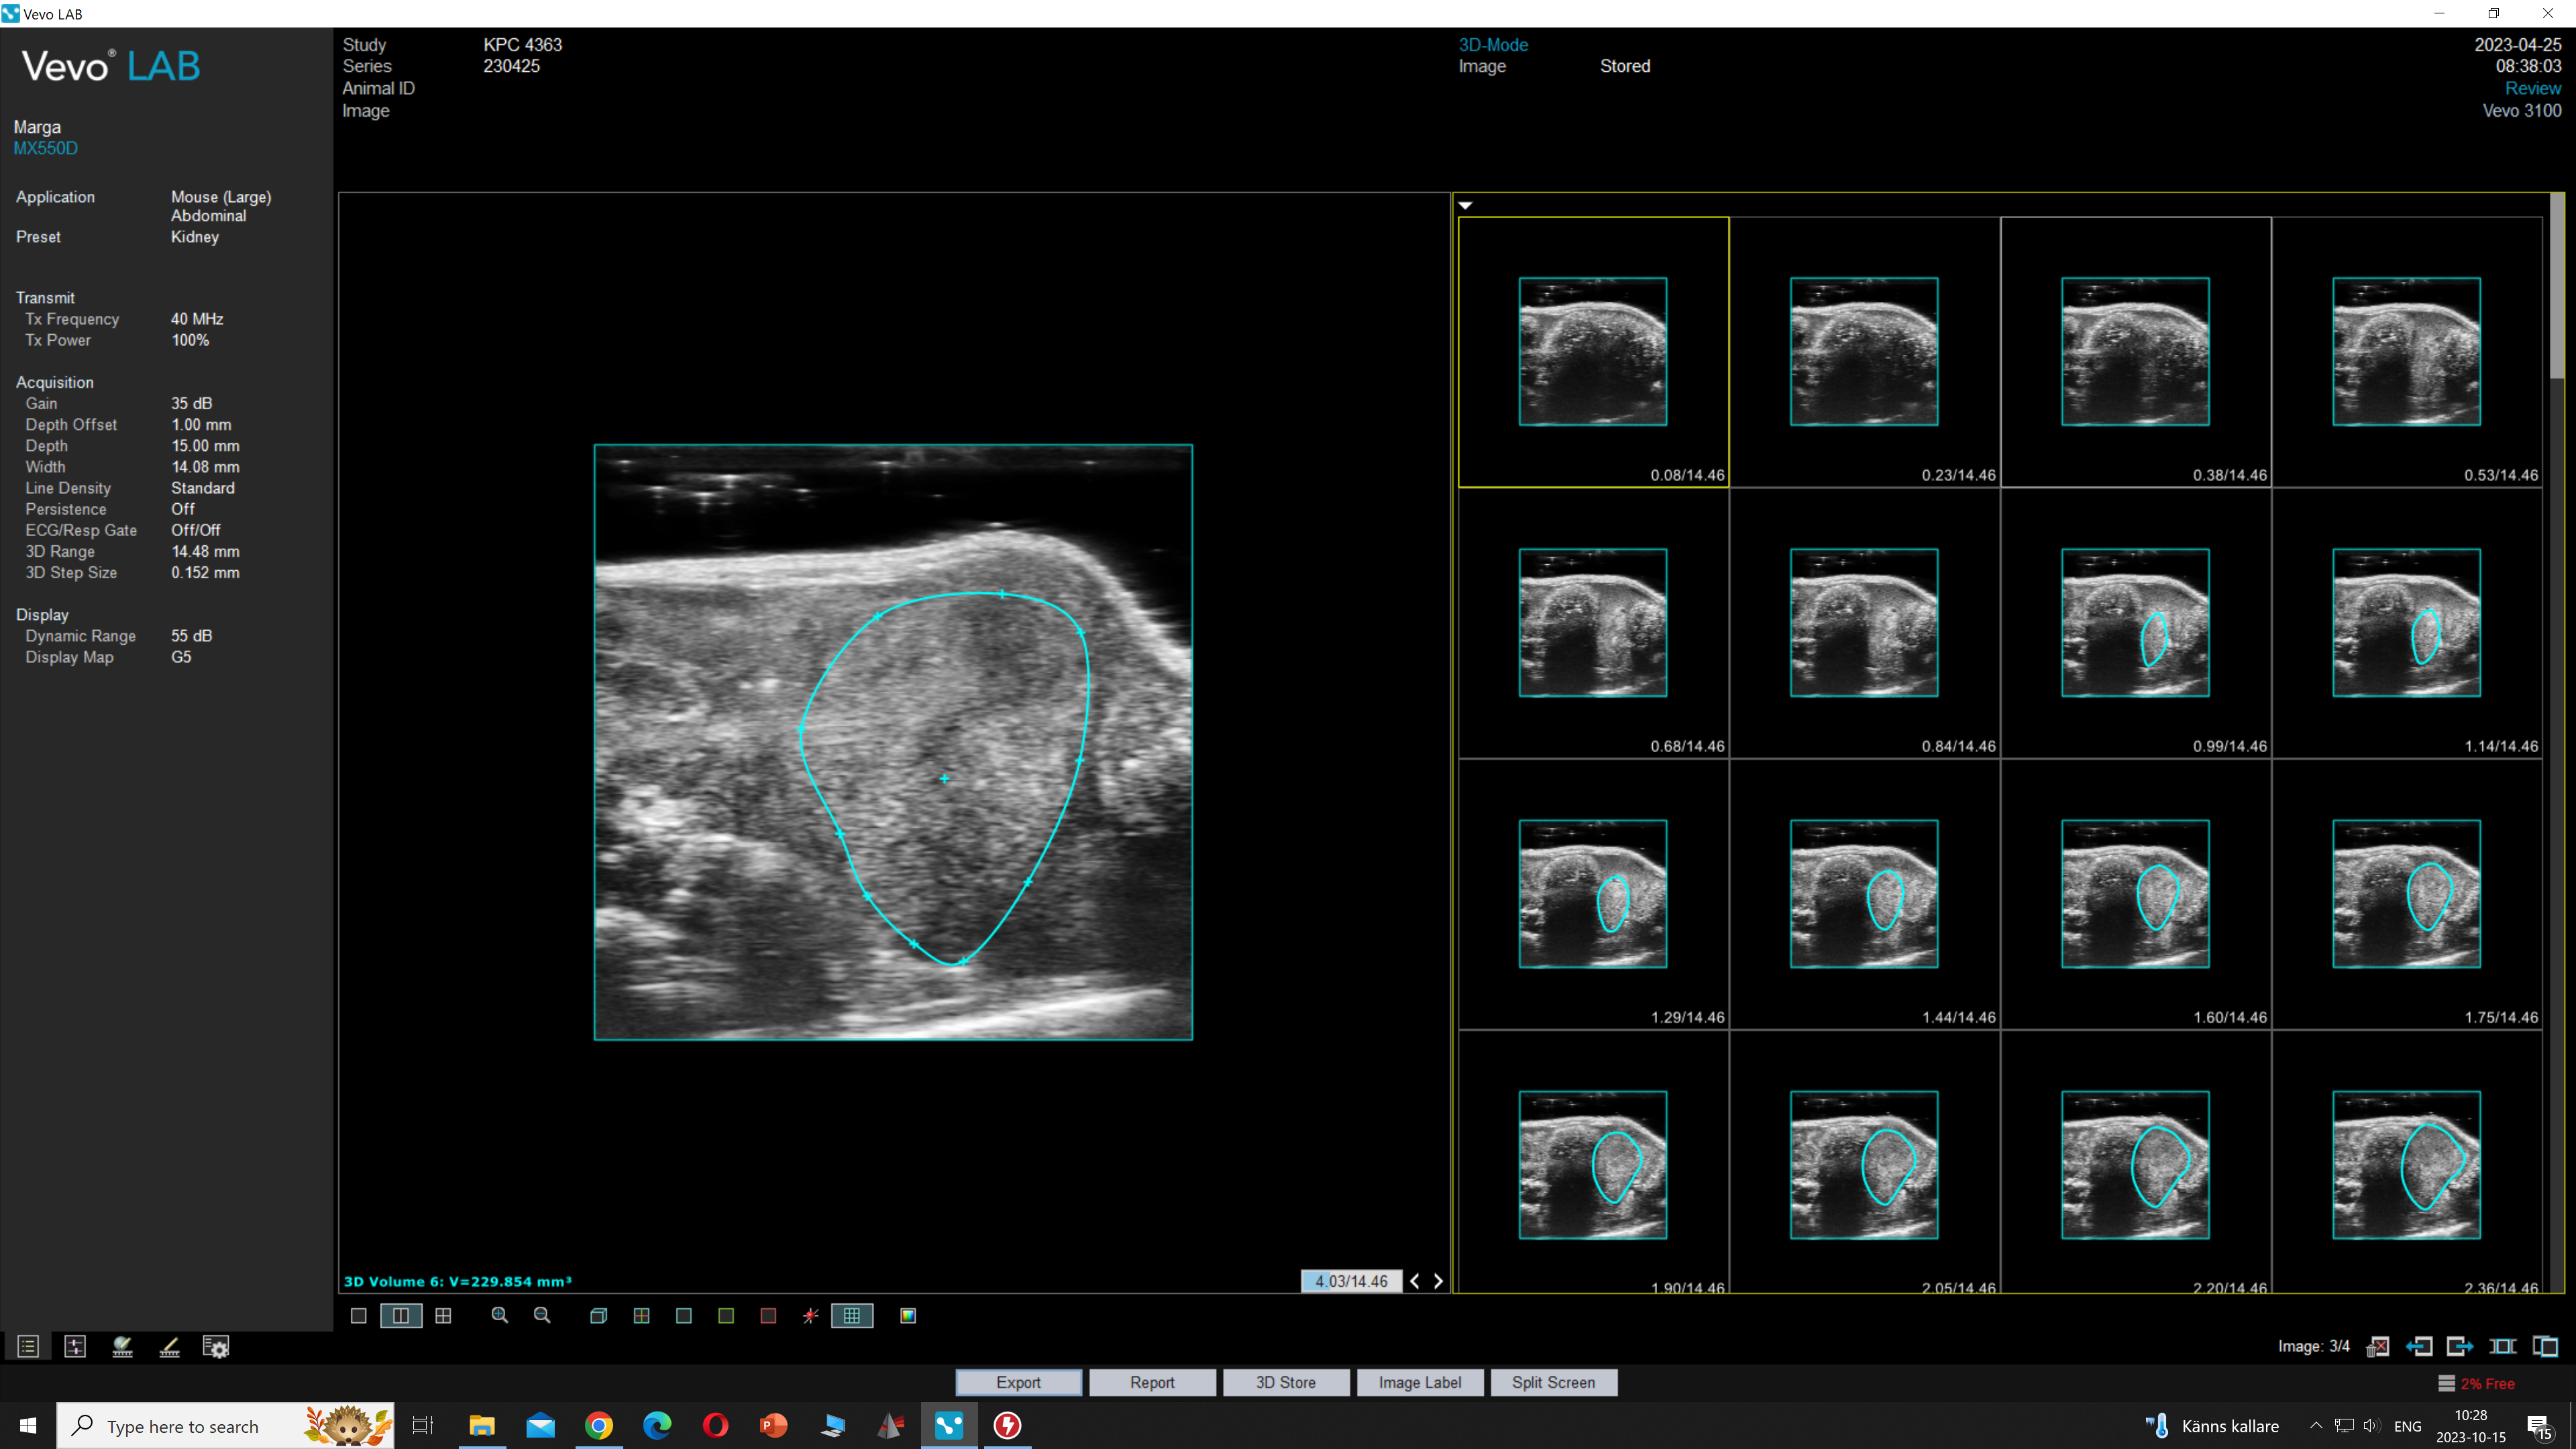 Vevo LAB
Vevo® LAB
Marga
MX550D
Application Mouse (Large)
Abdominal
Preset Kidney
Transmit
Tx Frequency 40 MHz
Tx Power 100%
Acquisition
Gain 35 dB
Depth Offset 1.00 mm
Depth 15.00 mm
Width 14.08 mm
Line Density Standard
Persistence Off
ECG/Resp Gate Off/Off
3D Range 14.48 mm
3D Step Size 0.152 mm
Display
Dynamic Range 55 dB
Display Map G5
Study KPC 4363
Series 230425
Animal ID
Image
3D-Mode
Image Stored
2023-04-25
08:38:03
Review
Vevo 3100
0.08/14.46 0.23/14.46 0.38/14.46 0.53/14.46
0.68/14.46 0.84/14.46 0.99/14.46 1.14/14.46
1.29/14.46 1.44/14.46 1.60/14.46 1.75/14.46
1.90/14.46 2.05/14.46 2.20/14.46 2.36/14.46
3D Volume 6: V=229.854 mm³
4.03/14.46
Image: 3/4
Export Report 3D Store Image Label Split Screen
2% Free
Type here to search
Känns kallare
ENG
10:28
2023-10-15
15